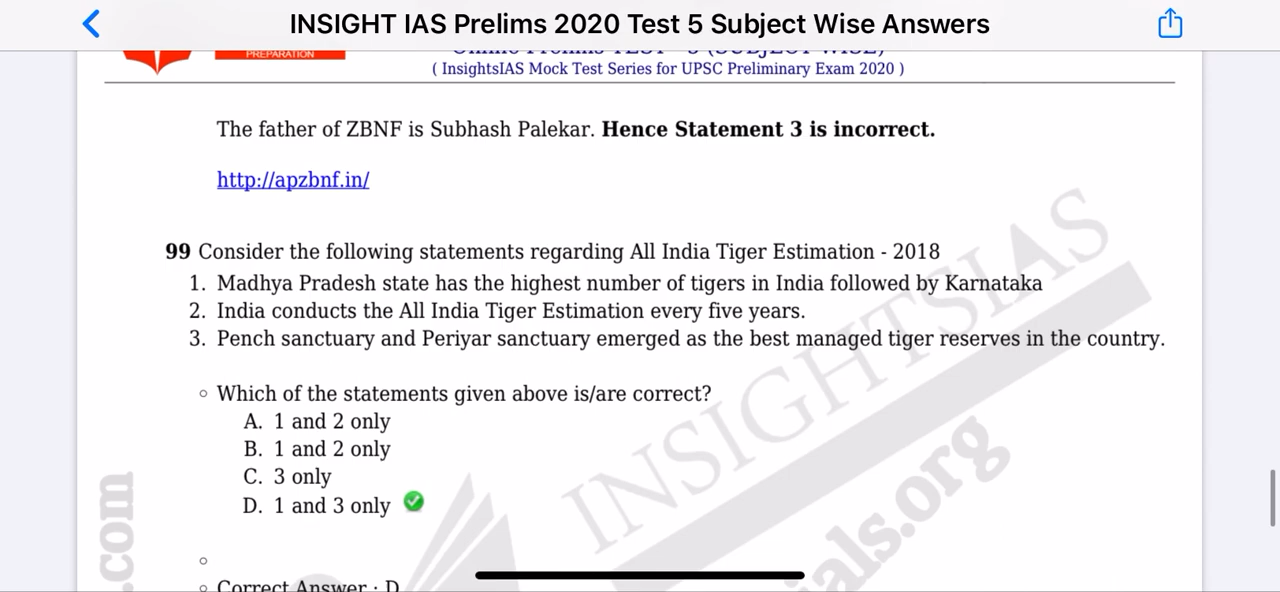 INSIGHT IAS Prelims 2020 Test 5 Subject Wise Answers
PREPARATION
( InsightsIAS Mock Test Series for UPSC Preliminary Exam 2020 )
The father of ZBNF is Subhash Palekar. Hence Statement 3 is incorrect.
http://apzbnf.in/
99 Consider the following statements regarding All India Tiger Estimation - 2018
1. Madhya Pradesh state has the highest number of tigers in India followed by Karnataka
2. India conducts the All India Tiger Estimation every five years.
3. Pench sanctuary and Periyar sanctuary emerged as the best managed tiger reserves in the country.
Which of the statements given above is/are correct?
A. 1 and 2 only
B. 1 and 2 only
C. 3 only
D. 1 and 3 only
Correct Answer : D
INSIGHTSIAS
.com
als.org